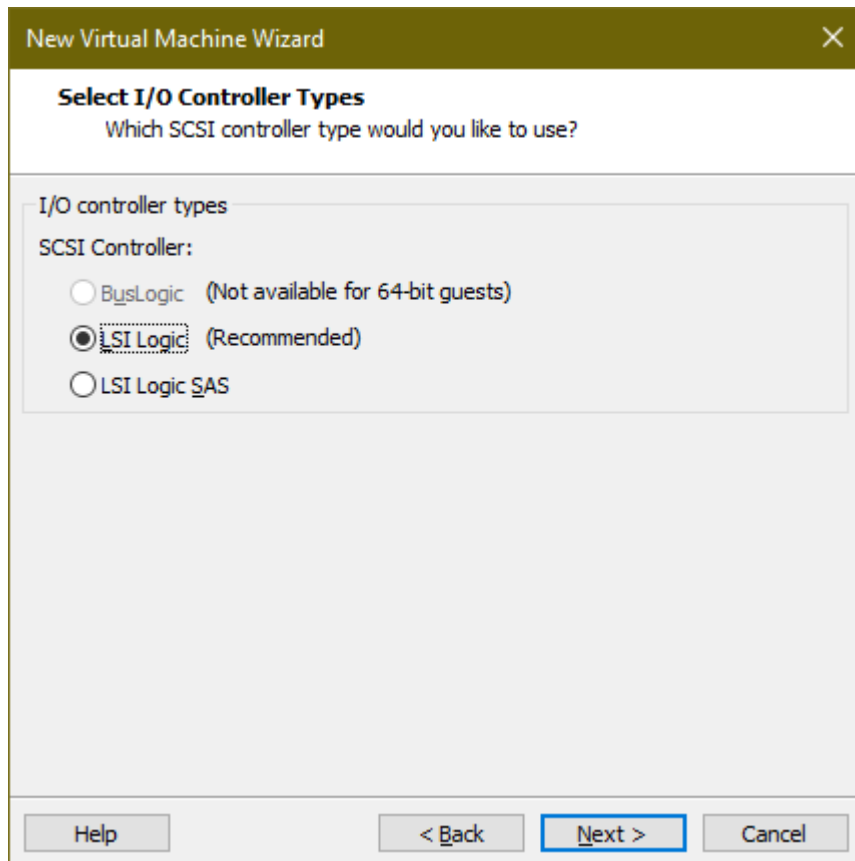 New Virtual Machine Wizard
Select I/O Controller Types
Which SCSI controller type would you like to use?
I/O controller types
SCSI Controller:
BusLogic (Not available for 64-bit guests)
LSI Logic (Recommended)
LSI Logic SAS
Help < Back Next > Cancel